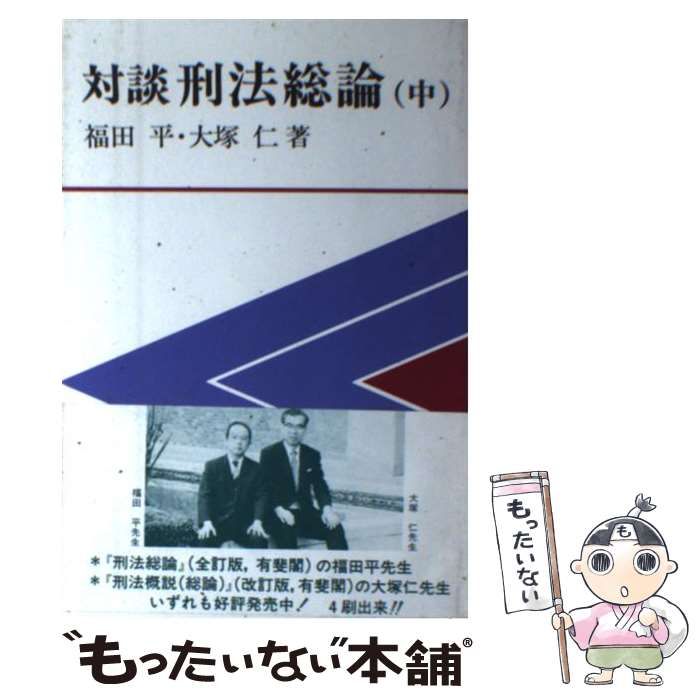 対談 刑法総論(中)
福田 平・大塚 仁 著
福田 平先生
大塚 仁先生
*『刑法総論』(全訂版, 有斐閣)の福田平先生
*『刑法概説(総論)』(改訂版, 有斐閣)の大塚仁先生
いずれも好評発売中! 4刷出来!!
も
もったいない
"もったいない"本舗®